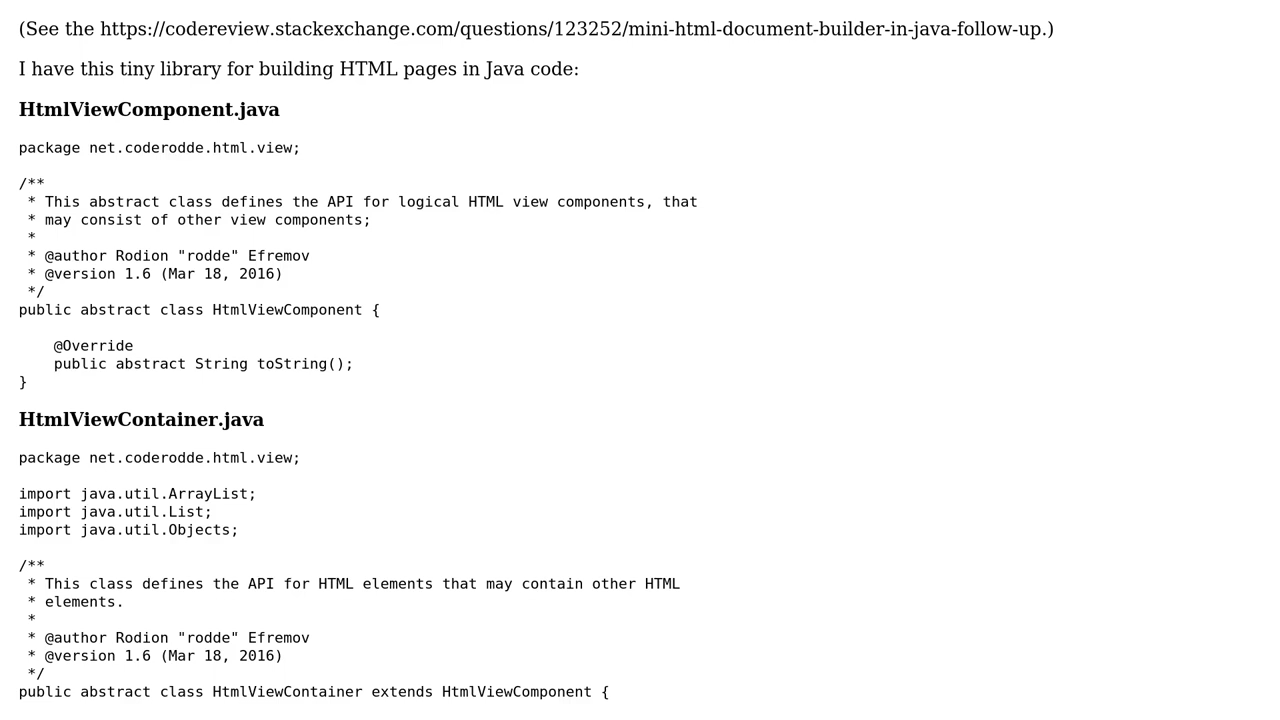 (See the https://codereview.stackexchange.com/questions/123252/mini-html-document-builder-in-java-follow-up.)
I have this tiny library for building HTML pages in Java code:
HtmlViewComponent.java
package net.coderodde.html.view;
/**
 * This abstract class defines the API for logical HTML view components, that
 * may consist of other view components;
 *
 * @author Rodion "rodde" Efremov
 * @version 1.6 (Mar 18, 2016)
 */
public abstract class HtmlViewComponent {
    @Override
    public abstract String toString();
}
HtmlViewContainer.java
package net.coderodde.html.view;
import java.util.ArrayList;
import java.util.List;
import java.util.Objects;
/**
 * This class defines the API for HTML elements that may contain other HTML
 * elements.
 *
 * @author Rodion "rodde" Efremov
 * @version 1.6 (Mar 18, 2016)
 */
public abstract class HtmlViewContainer extends HtmlViewComponent {